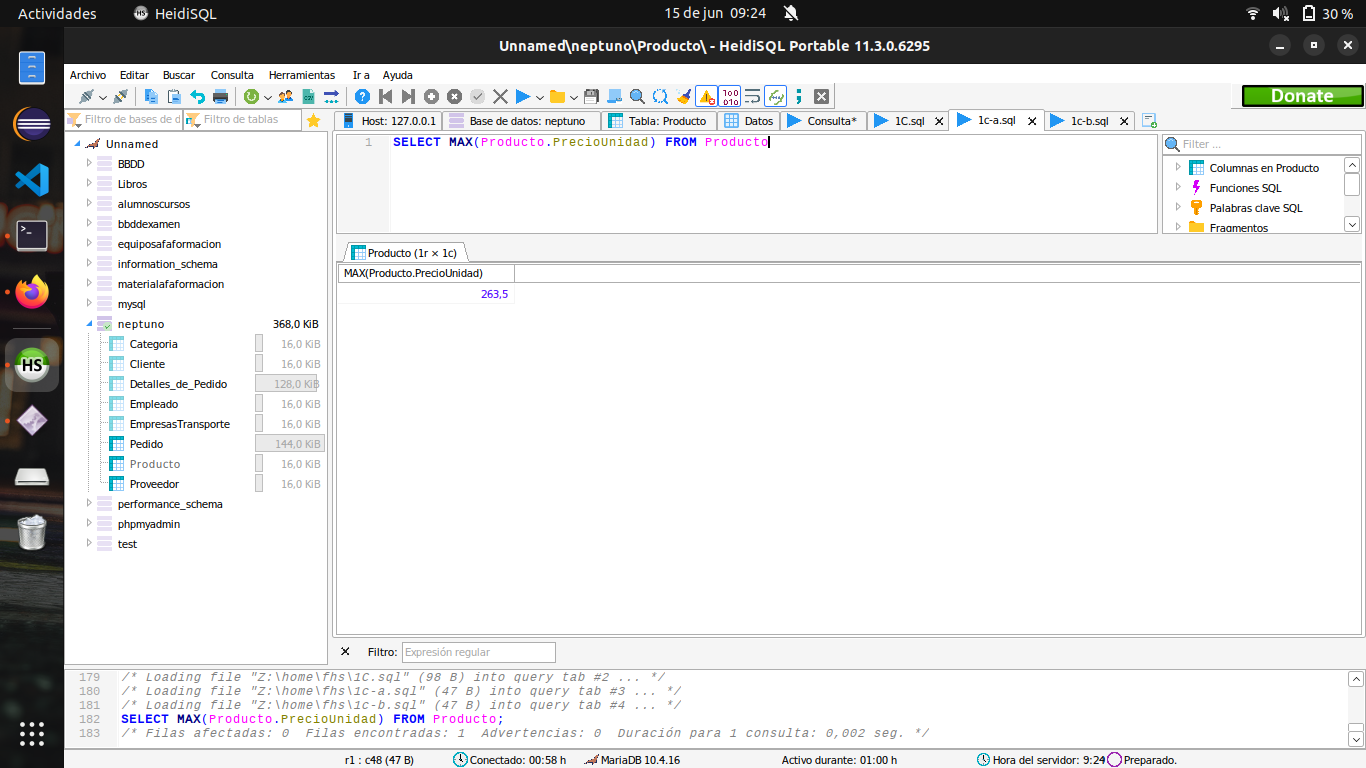 Actividades
HeidiSQL
15 de jun 09:24
30 %
Unnamed\neptuno\Producto\ - HeidiSQL Portable 11.3.0.6295
Archivo Editar Buscar Consulta Herramientas Ir a Ayuda
Donate
Filtro de bases de d
Filtro de tablas
Host: 127.0.0.1
Base de datos: neptuno
Tabla: Producto
Datos
Consulta*
1C.sql
1c-a.sql
1c-b.sql
Unnamed
BBDD
Libros
alumnoscursos
bbddexamen
equiposafaformacion
information_schema
materialafaformacion
mysql
neptuno 368,0 KiB
Categoria 16,0 KiB
Cliente 16,0 KiB
Detalles_de_Pedido 128,0 KiB
Empleado 16,0 KiB
EmpresasTransporte 16,0 KiB
Pedido 144,0 KiB
Producto 16,0 KiB
Proveedor 16,0 KiB
performance_schema
phpmyadmin
test
1 SELECT MAX(Producto.PrecioUnidad) FROM Producto
Filter ...
Columnas en Producto
Funciones SQL
Palabras clave SQL
Fragmentos
Producto (1r × 1c)
MAX(Producto.PrecioUnidad)
263,5
Filtro: Expresión regular
179 /* Loading file "Z:\home\fhs\1C.sql" (98 B) into query tab #2 ... */
180 /* Loading file "Z:\home\fhs\1c-a.sql" (47 B) into query tab #3 ... */
181 /* Loading file "Z:\home\fhs\1c-b.sql" (47 B) into query tab #4 ... */
182 SELECT MAX(Producto.PrecioUnidad) FROM Producto;
183 /* Filas afectadas: 0 Filas encontradas: 1 Advertencias: 0 Duración para 1 consulta: 0,002 seg. */
r1 : c48 (47 B)
Conectado: 00:58 h
MariaDB 10.4.16
Activo durante: 01:00 h
Hora del servidor: 9:24
Preparado.
HS